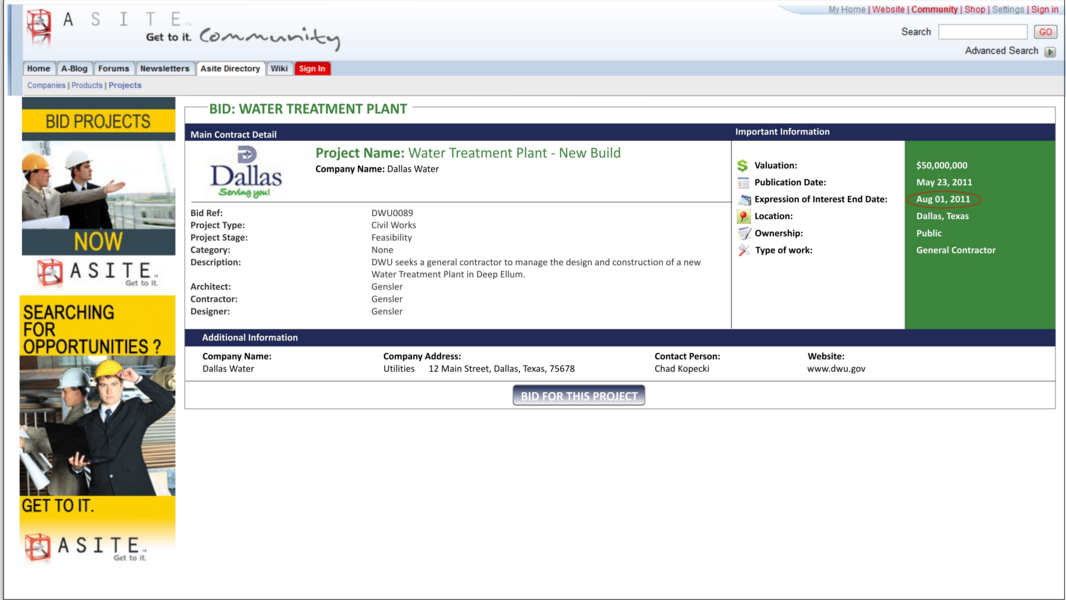 My Home | Website | Community | Shop | Settings | Sign in
A S I T E
Get to it. Community
Search GO
Advanced Search
Home A-Blog Forums Newsletters Asite Directory Wiki Sign In
Companies | Products | Projects
BID PROJECTS
NOW
ASITE
Get to it.
SEARCHING
FOR
OPPORTUNITIES ?
GET TO IT.
ASITE
Get to it.
BID: WATER TREATMENT PLANT
Main Contract Detail
Important Information
Dallas
Serving you!
Project Name: Water Treatment Plant - New Build
Company Name: Dallas Water
Bid Ref: DWU0089
Project Type: Civil Works
Project Stage: Feasibility
Category: None
Description: DWU seeks a general contractor to manage the design and construction of a new
Water Treatment Plant in Deep Ellum.
Architect: Gensler
Contractor: Gensler
Designer: Gensler
Valuation: $50,000,000
Publication Date: May 23, 2011
Expression of Interest End Date: Aug 01, 2011
Location: Dallas, Texas
Ownership: Public
Type of work: General Contractor
Additional Information
Company Name: Company Address: Contact Person: Website:
Dallas Water Utilities 12 Main Street, Dallas, Texas, 75678 Chad Kopecki www.dwu.gov
BID FOR THIS PROJECT